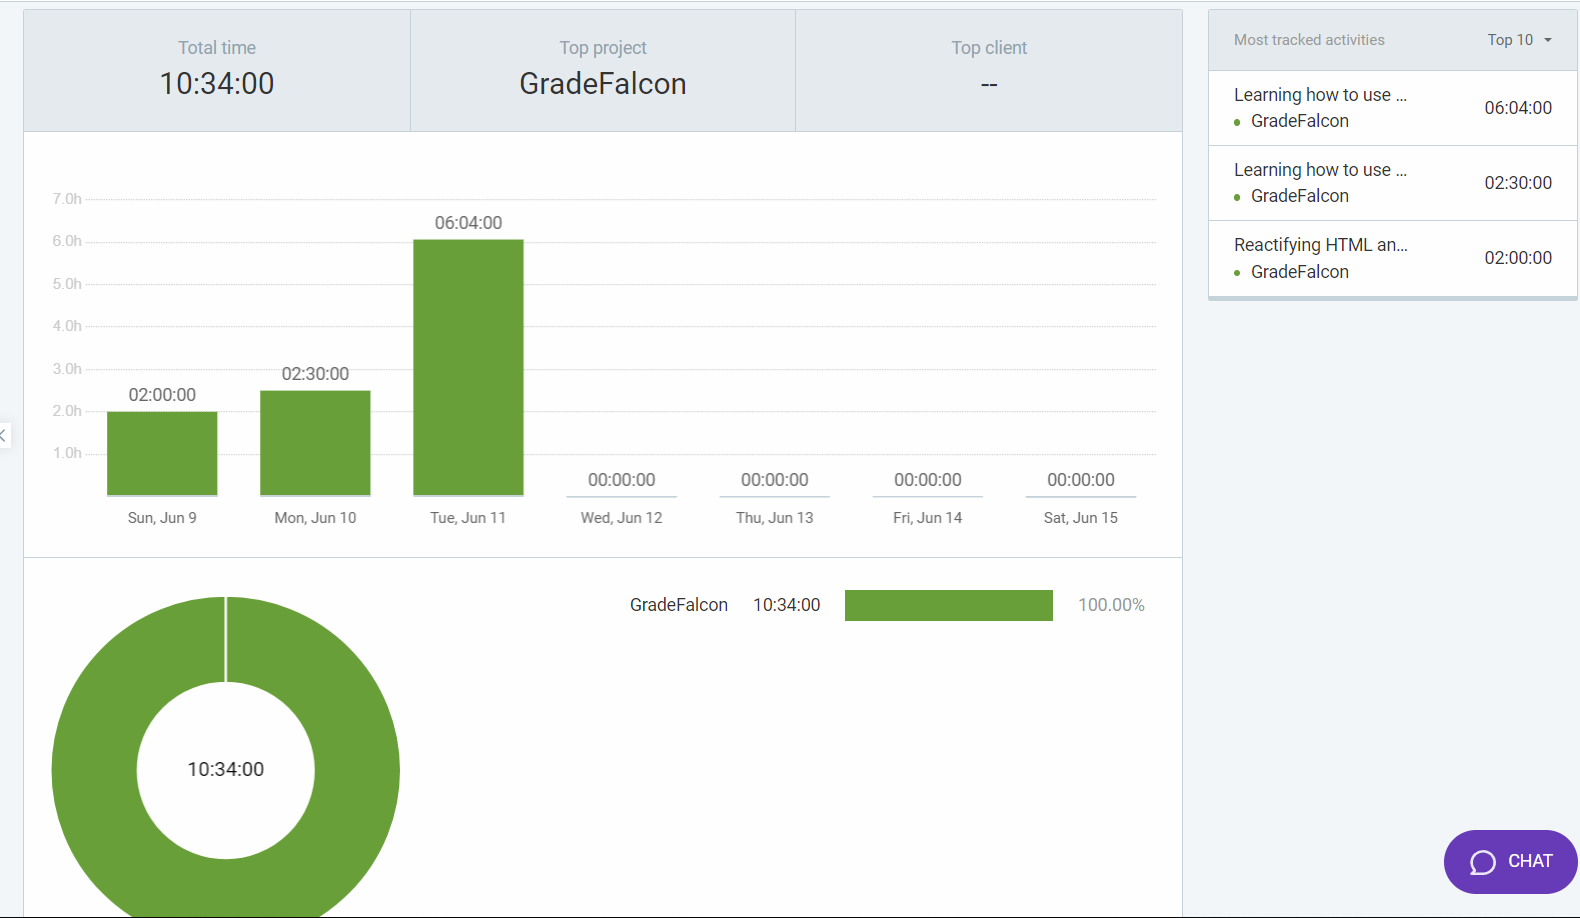 Total time
10:34:00
Top project
GradeFalcon
Top client
--
7.0h
6.0h
5.0h
4.0h
3.0h
2.0h
1.0h
02:00:00
02:30:00
06:04:00
00:00:00
00:00:00
00:00:00
00:00:00
Sun, Jun 9
Mon, Jun 10
Tue, Jun 11
Wed, Jun 12
Thu, Jun 13
Fri, Jun 14
Sat, Jun 15
GradeFalcon 10:34:00 100.00%
10:34:00
Most tracked activities Top 10
Learning how to use ...
GradeFalcon
06:04:00
Learning how to use ...
GradeFalcon
02:30:00
Reactifying HTML an...
GradeFalcon
02:00:00
CHAT